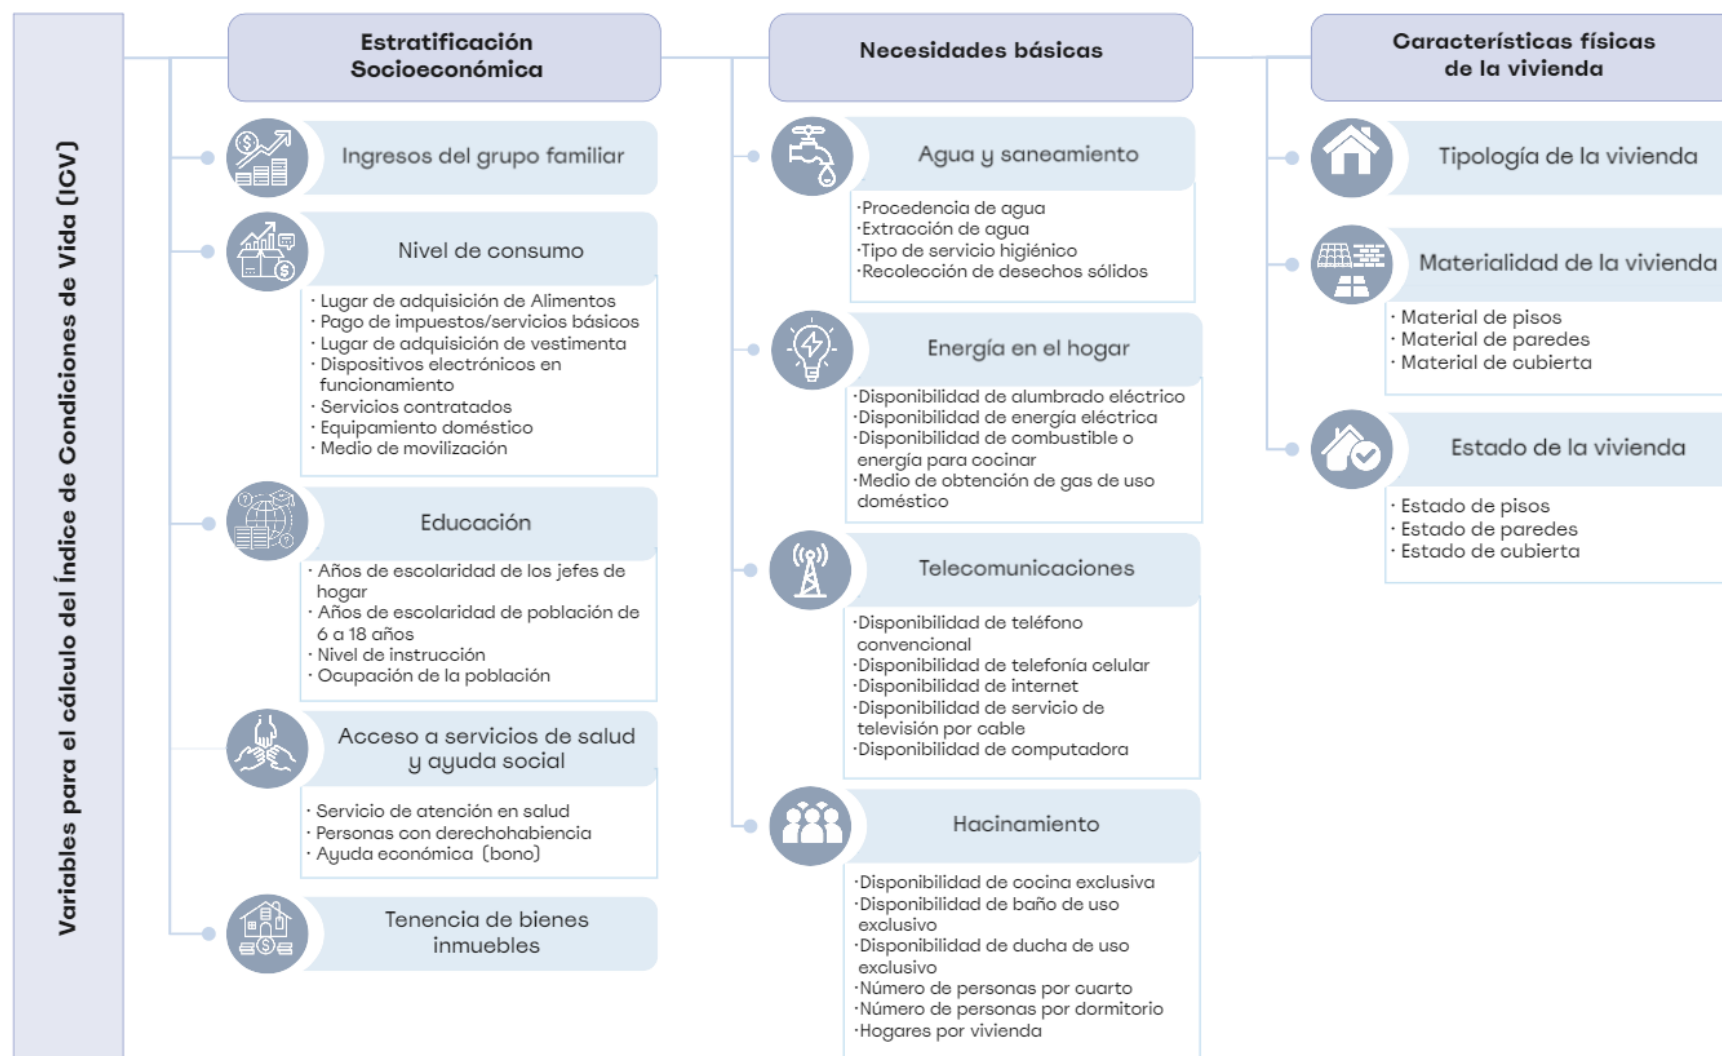 Variables para el cálculo del Índice de Condiciones de Vida (ICV)
Estratificación
Socioeconómica
Ingresos del grupo familiar
Nivel de consumo
· Lugar de adquisición de Alimentos
· Pago de impuestos/servicios básicos
· Lugar de adquisición de vestimenta
· Dispositivos electrónicos en
funcionamiento
· Servicios contratados
· Equipamiento doméstico
· Medio de movilización
Educación
· Años de escolaridad de los jefes de
hogar
· Años de escolaridad de población de
6 a 18 años
· Nivel de instrucción
· Ocupación de la población
Acceso a servicios de salud
y ayuda social
· Servicio de atención en salud
· Personas con derechohabiencia
· Ayuda económica (bono)
Tenencia de bienes
inmuebles
Necesidades básicas
Agua y saneamiento
·Procedencia de agua
·Extracción de agua
·Tipo de servicio higiénico
·Recolección de desechos sólidos
Energía en el hogar
·Disponibilidad de alumbrado eléctrico
·Disponibilidad de energía eléctrica
·Disponibilidad de combustible o
energía para cocinar
·Medio de obtención de gas de uso
doméstico
Telecomunicaciones
·Disponibilidad de teléfono
convencional
·Disponibilidad de telefonía celular
·Disponibilidad de internet
·Disponibilidad de servicio de
televisión por cable
·Disponibilidad de computadora
Hacinamiento
·Disponibilidad de cocina exclusiva
·Disponibilidad de baño de uso
exclusivo
·Disponibilidad de ducha de uso
exclusivo
·Número de personas por cuarto
·Número de personas por dormitorio
·Hogares por vivienda
Características físicas
de la vivienda
Tipología de la vivienda
Materialidad de la vivienda
· Material de pisos
· Material de paredes
· Material de cubierta
Estado de la vivienda
· Estado de pisos
· Estado de paredes
· Estado de cubierta